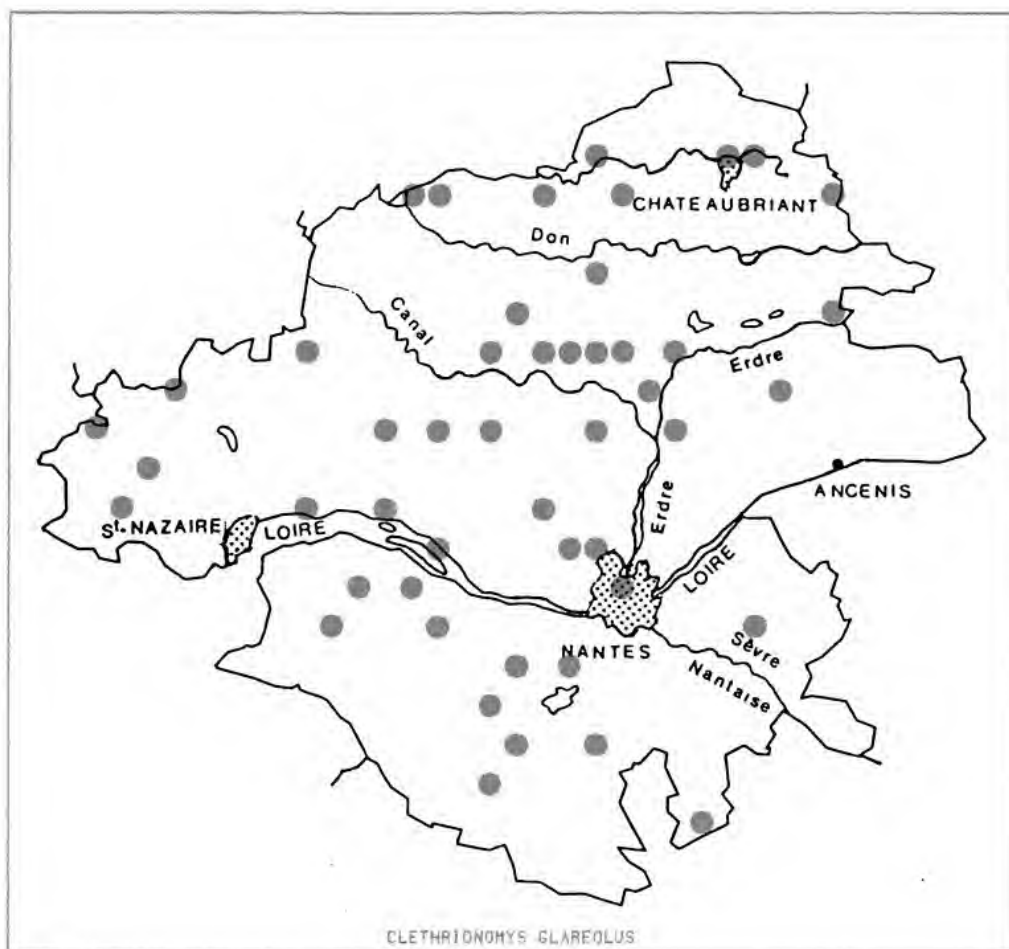 CHATEAUBRIANT
Don
Canal
Erdre
ANCENIS
Erdre
St-NAZAIRE
LOIRE
LOIRE
NANTES
Sèvre
Nantaise
CLETHRIONOMYS GLAREOLUS